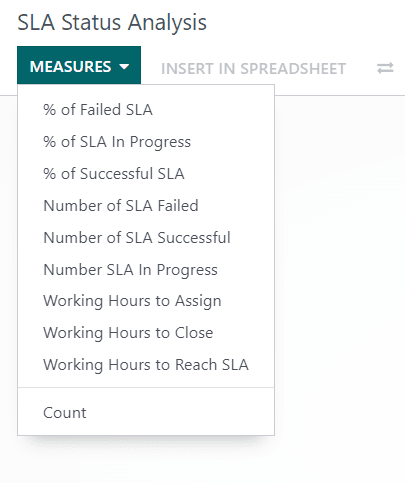 SLA Status Analysis
MEASURES INSERT IN SPREADSHEET
% of Failed SLA
% of SLA In Progress
% of Successful SLA
Number of SLA Failed
Number of SLA Successful
Number SLA In Progress
Working Hours to Assign
Working Hours to Close
Working Hours to Reach SLA
Count